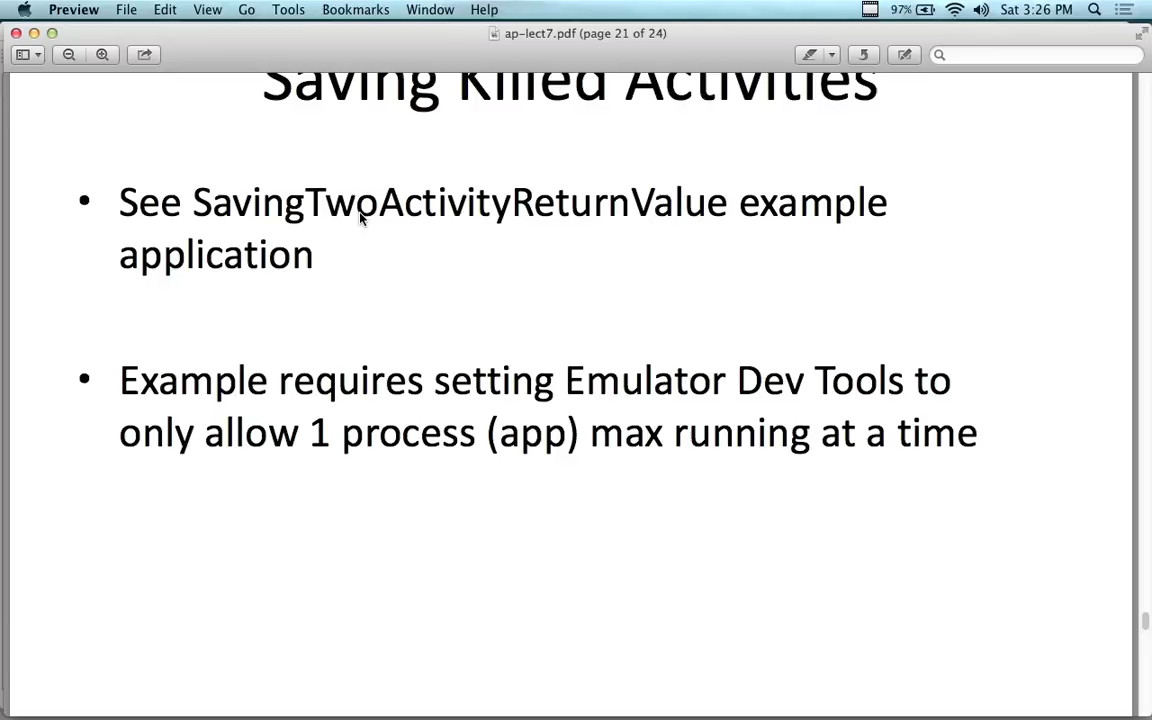 Preview File Edit View Go Tools Bookmarks Window Help 97% Sat 3:26 PM
ap-lect7.pdf (page 21 of 24)
Saving Killed Activities
• See SavingTwoActivityReturnValue example
application
• Example requires setting Emulator Dev Tools to
only allow 1 process (app) max running at a time